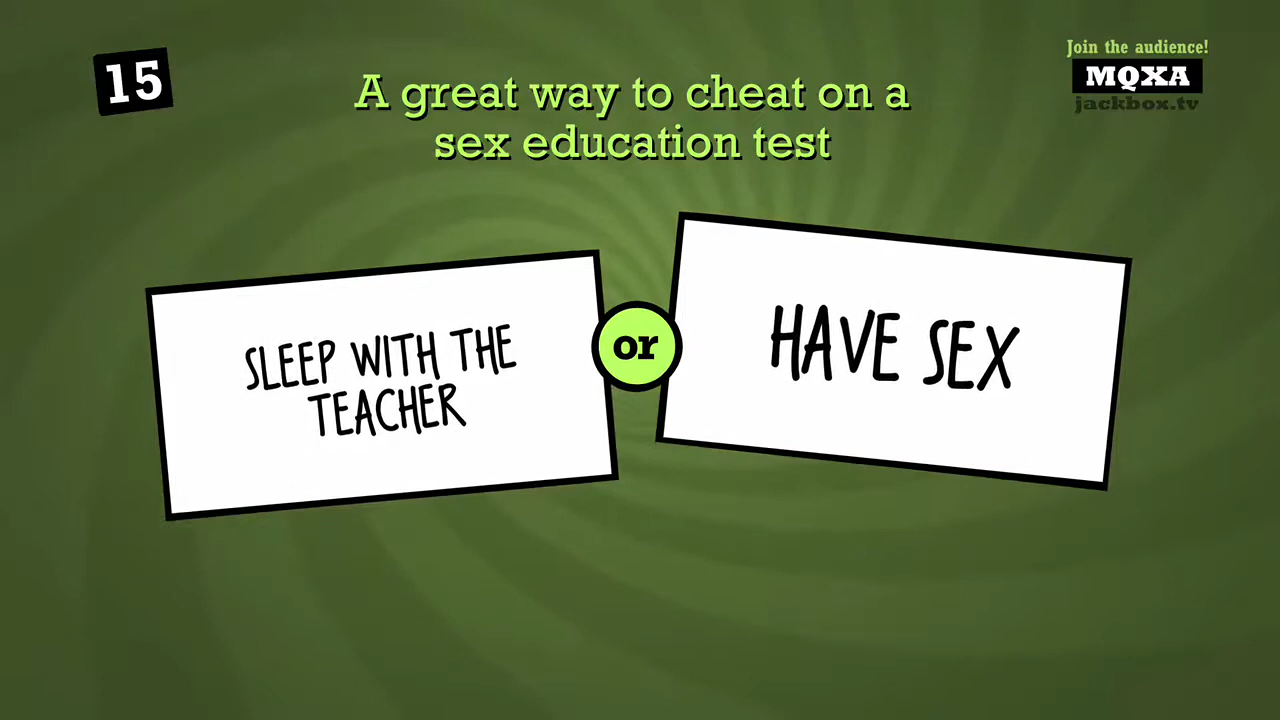 15
A great way to cheat on a
sex education test
Join the audience!
MQXA
jackbox.tv
SLEEP WITH THE
TEACHER
or
HAVE SEX